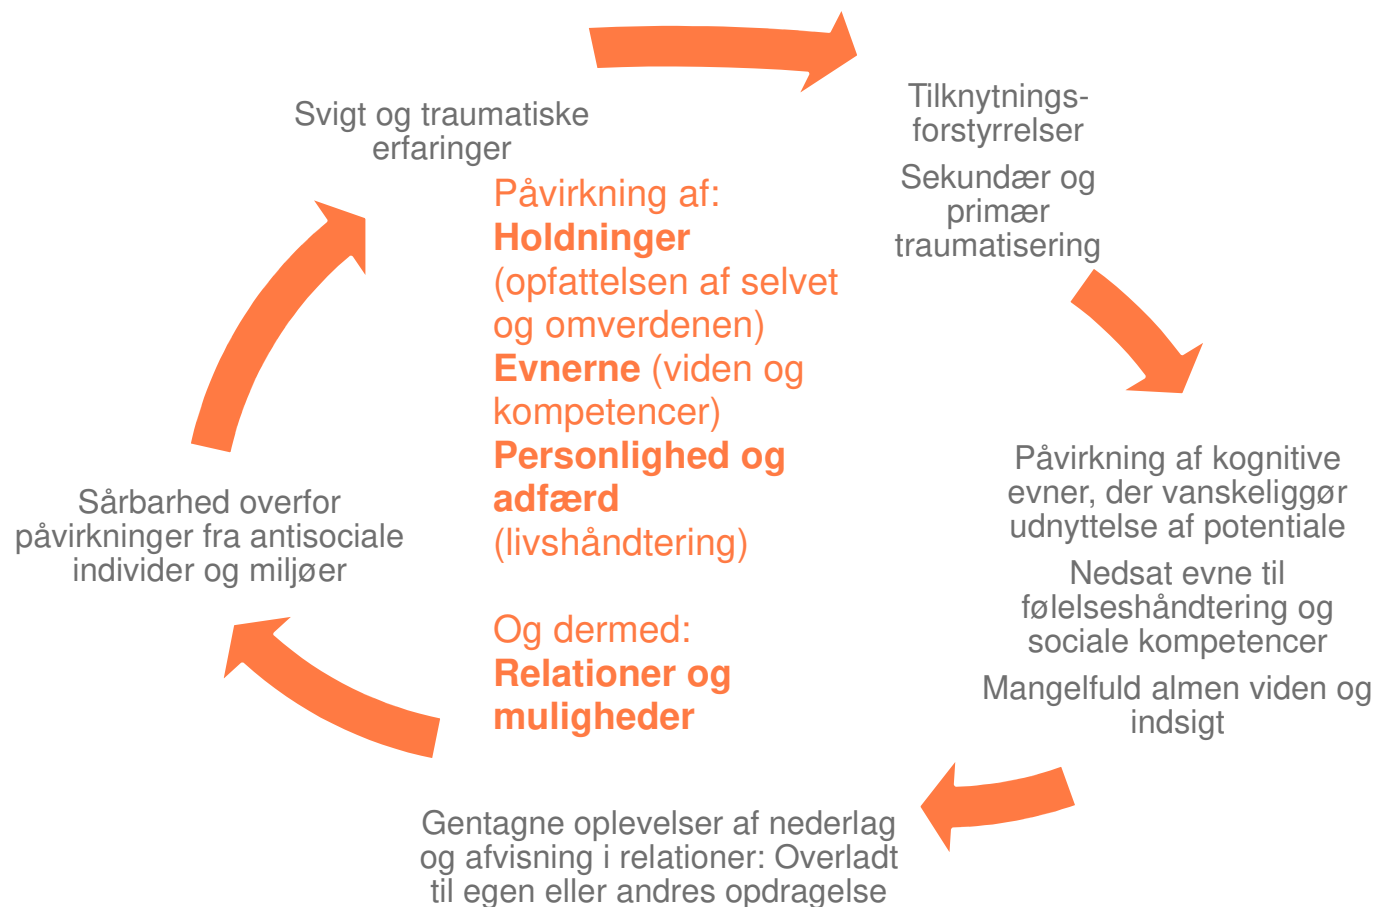 Svigt og traumatiske
erfaringer
Tilknytnings-
forstyrrelser
Sekundær og
primær
traumatisering
Påvirkning af kognitive
evner, der vanskeliggør
udnyttelse af potentiale
Nedsat evne til
følelseshåndtering og
sociale kompetencer
Mangelfuld almen viden og
indsigt
Gentagne oplevelser af nederlag
og afvisning i relationer: Overladt
til egen eller andres opdragelse
Sårbarhed overfor
påvirkninger fra antisociale
individer og miljøer
Påvirkning af:
Holdninger
(opfattelsen af selvet
og omverdenen)
Evnerne (viden og
kompetencer)
Personlighed og
adfærd
(livshåndtering)
Og dermed:
Relationer og
muligheder